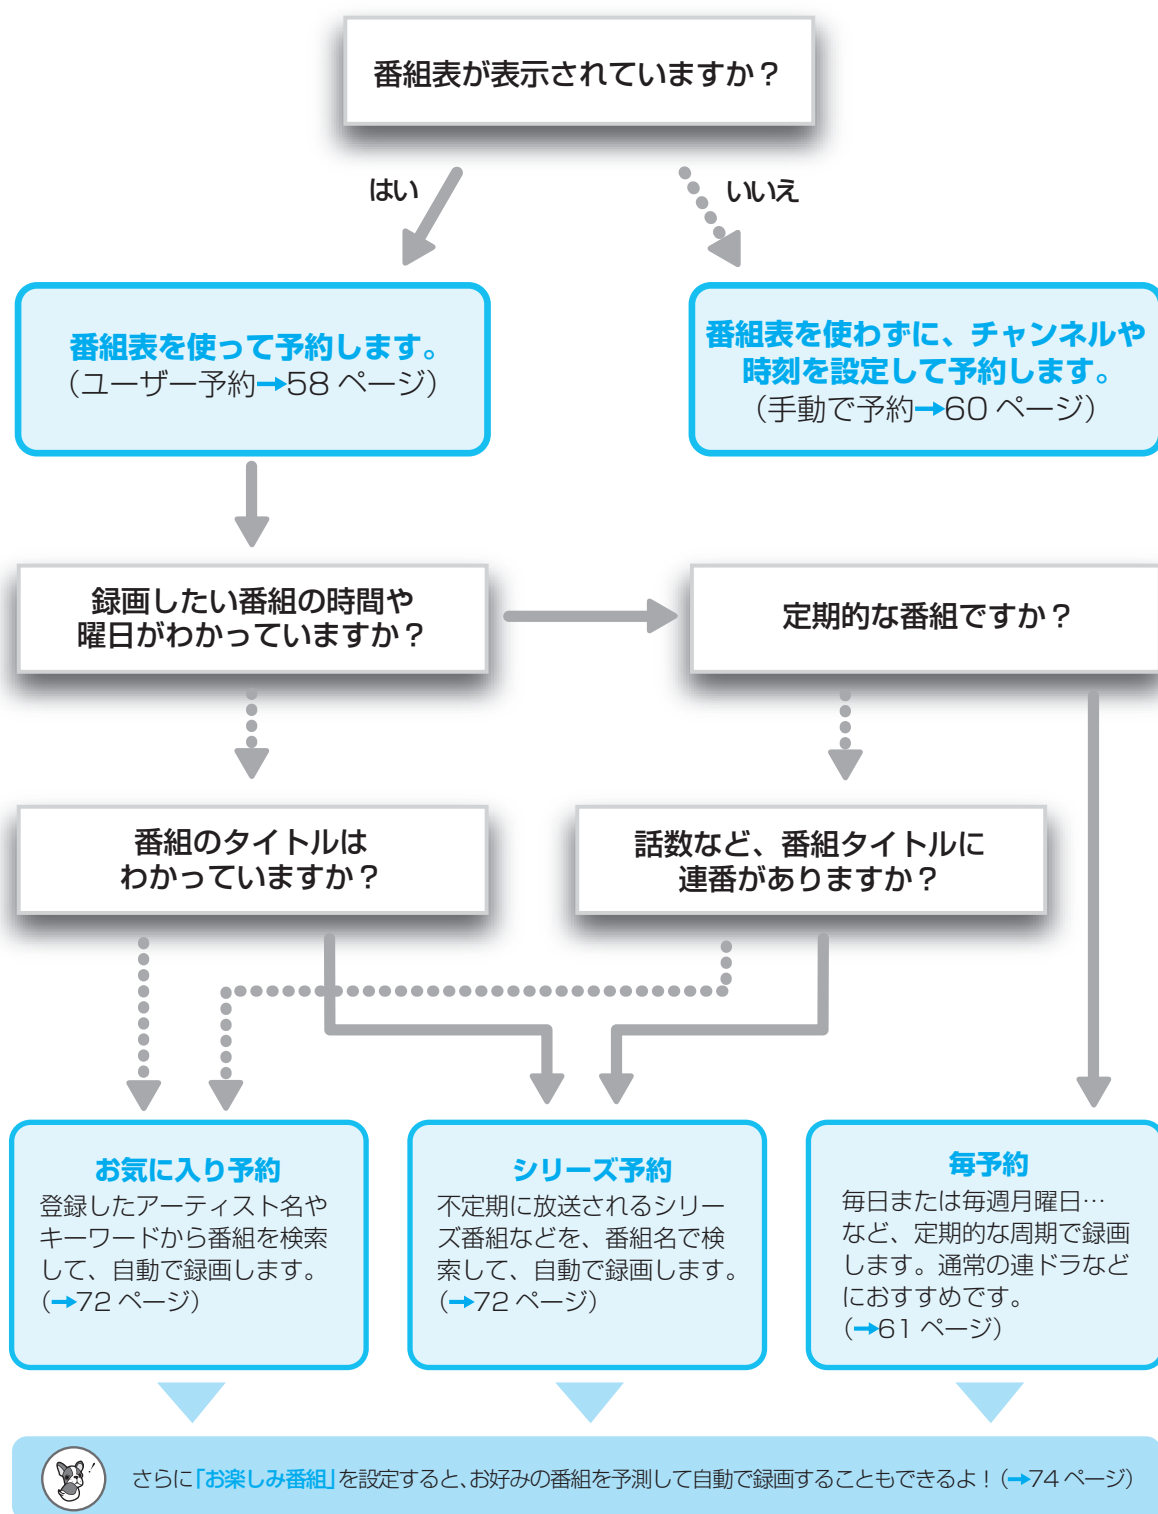 番組表が表示されていますか？
はい
いいえ
番組表を使って予約します。
（ユーザー予約→58 ページ）
番組表を使わずに、チャンネルや
時刻を設定して予約します。
（手動で予約→60 ページ）
録画したい番組の時間や
曜日がわかっていますか？
定期的な番組ですか？
番組のタイトルは
わかっていますか？
話数など、番組タイトルに
連番がありますか？
お気に入り予約
登録したアーティスト名や
キーワードから番組を検索
して、自動で録画します。
（→72 ページ）
シリーズ予約
不定期に放送されるシリー
ズ番組などを、番組名で検
索して、自動で録画します。
（→72 ページ）
毎予約
毎日または毎週月曜日…
など、定期的な周期で録画
します。通常の連ドラなど
におすすめです。
（→61 ページ）
さらに「お楽しみ番組」を設定すると、お好みの番組を予測して自動で録画することもできるよ！（→74 ページ）